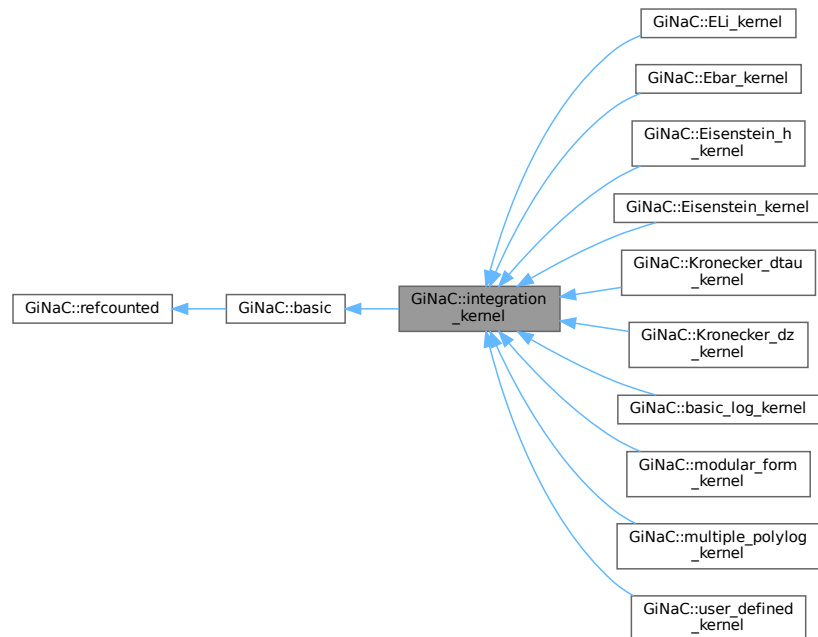 GiNaC::ELi_kernel
GiNaC::Ebar_kernel
GiNaC::Eisenstein_h
_kernel
GiNaC::Eisenstein_kernel
GiNaC::Kronecker_dtau
_kernel
GiNaC::refcounted
GiNaC::basic
GiNaC::integration
_kernel
GiNaC::Kronecker_dz
_kernel
GiNaC::basic_log_kernel
GiNaC::modular_form
_kernel
GiNaC::multiple_polylog
_kernel
GiNaC::user_defined
_kernel